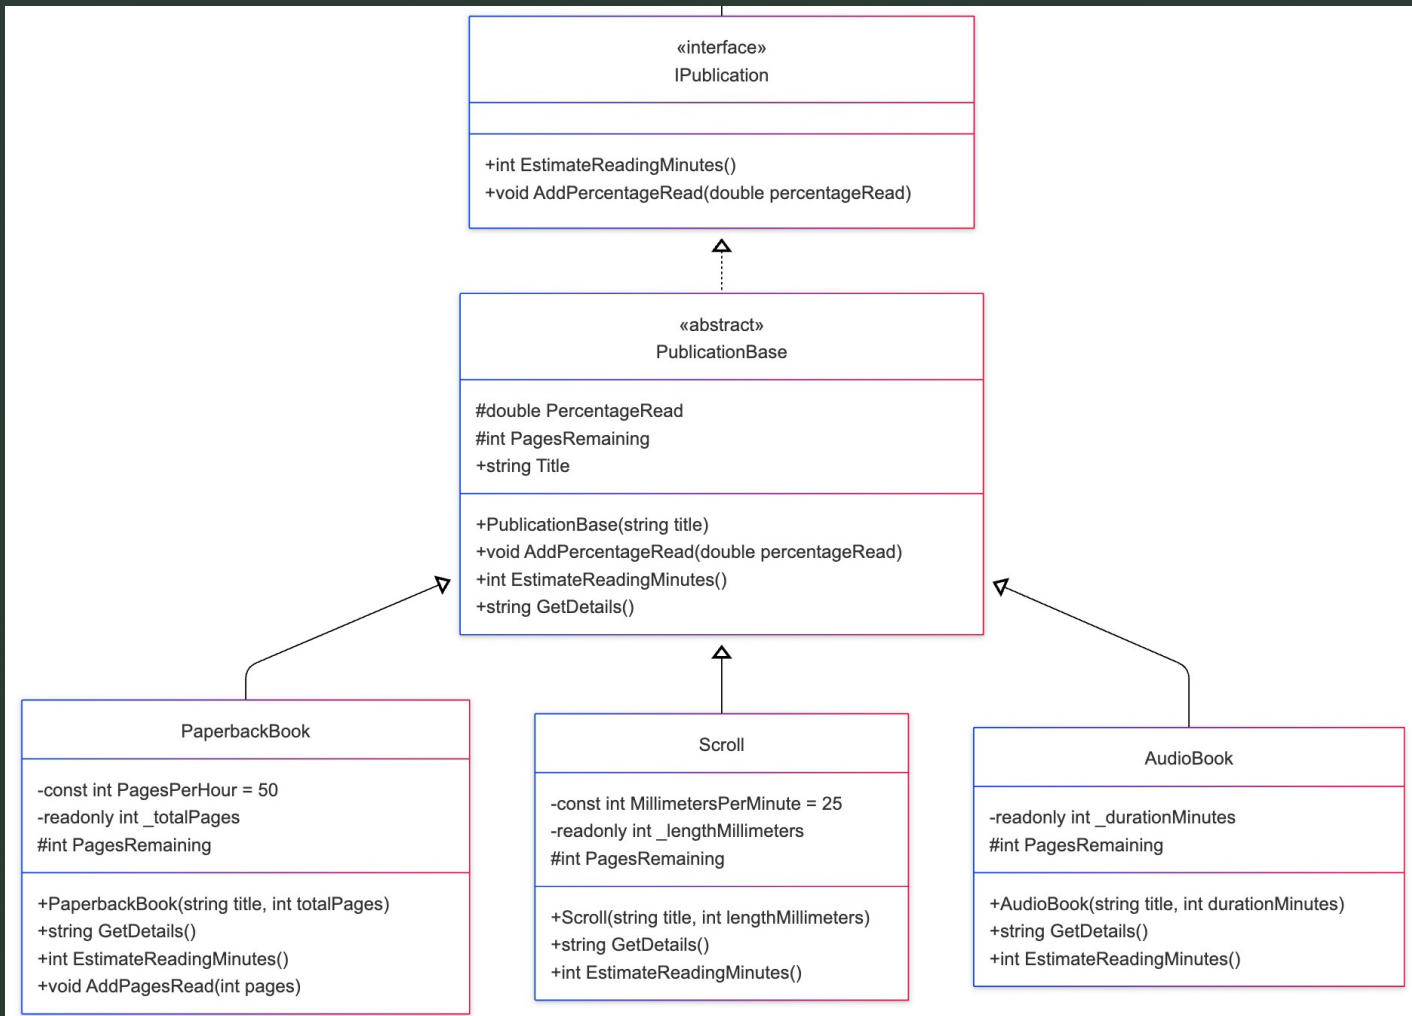 «interface»
IPublication
+int EstimateReadingMinutes()
+void AddPercentageRead(double percentageRead)
«abstract»
PublicationBase
#double PercentageRead
#int PagesRemaining
+string Title
+PublicationBase(string title)
+void AddPercentageRead(double percentageRead)
+int EstimateReadingMinutes()
+string GetDetails()
PaperbackBook
-const int PagesPerHour = 50
-readonly int _totalPages
#int PagesRemaining
+PaperbackBook(string title, int totalPages)
+string GetDetails()
+int EstimateReadingMinutes()
+void AddPagesRead(int pages)
Scroll
-const int MillimetersPerMinute = 25
-readonly int _lengthMillimeters
#int PagesRemaining
+Scroll(string title, int lengthMillimeters)
+string GetDetails()
+int EstimateReadingMinutes()
AudioBook
-readonly int _durationMinutes
#int PagesRemaining
+AudioBook(string title, int durationMinutes)
+string GetDetails()
+int EstimateReadingMinutes()